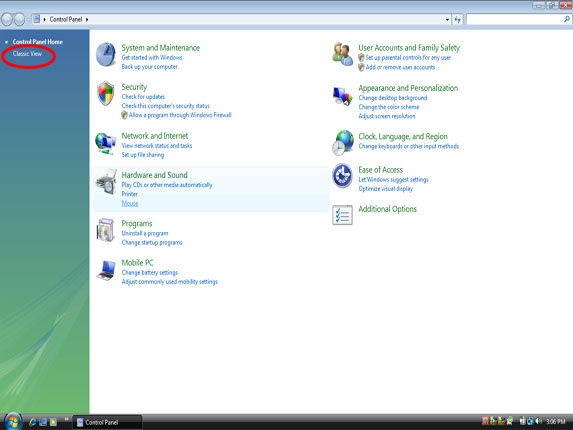 Control Panel
Control Panel Home
Classic View
System and Maintenance
Get started with Windows
Back up your computer
Security
Check for updates
Check this computer's security status
Allow a program through Windows Firewall
Network and Internet
View network status and tasks
Set up file sharing
Hardware and Sound
Play CDs or other media automatically
Printer
Mouse
Programs
Uninstall a program
Change startup programs
Mobile PC
Change battery settings
Adjust commonly used mobility settings
User Accounts and Family Safety
Set up parental controls for any user
Add or remove user accounts
Appearance and Personalization
Change desktop background
Change the color scheme
Adjust screen resolution
Clock, Language, and Region
Change keyboards or other input methods
Ease of Access
Let Windows suggest settings
Optimize visual display
Additional Options
Control Panel
3:06 PM